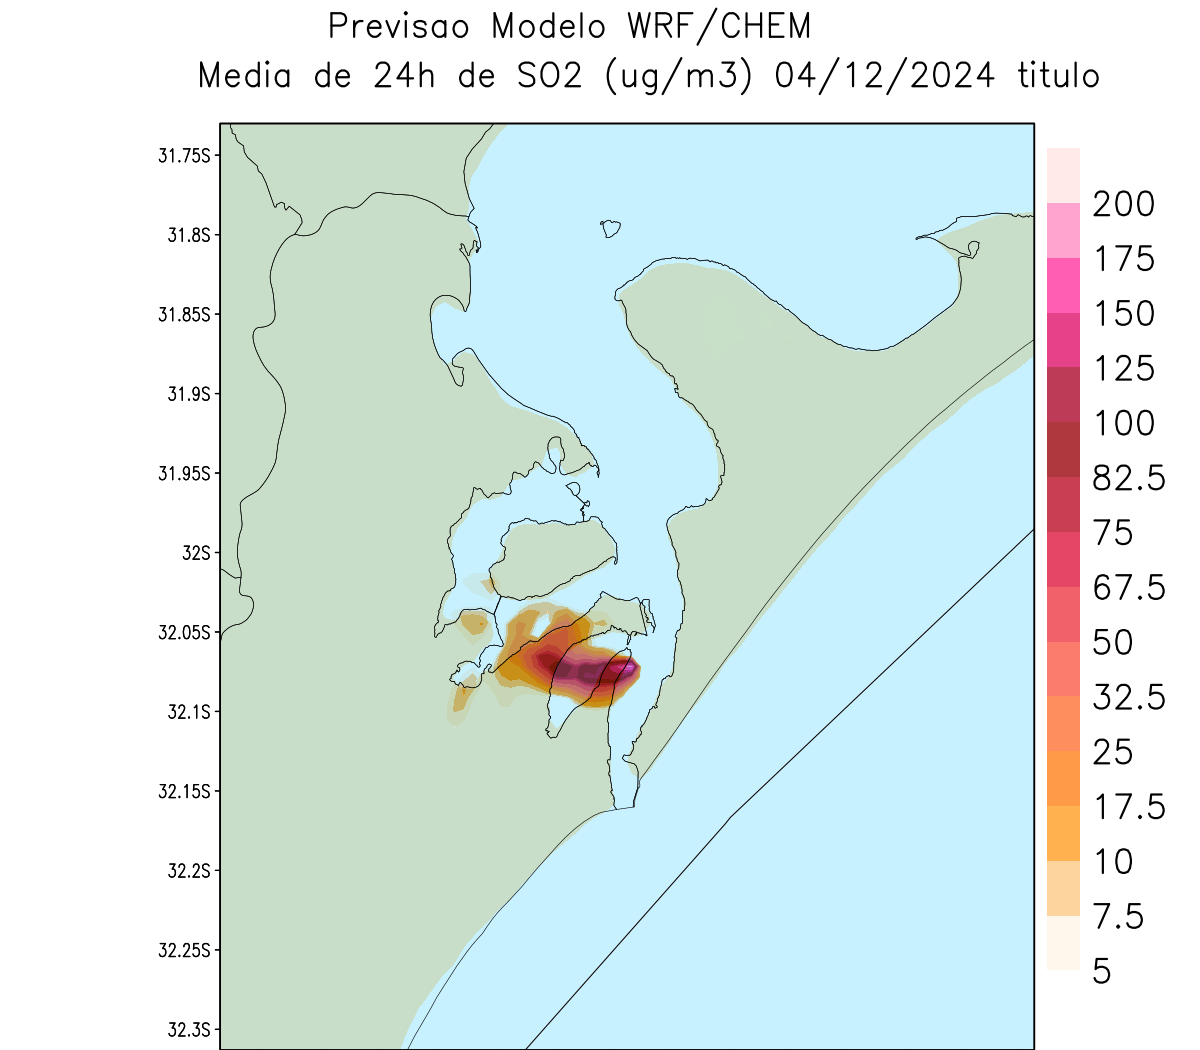 Previsao Modelo WRF/CHEM
Media de 24h de SO2 (ug/m3) 04/12/2024 titulo
31.75S
31.8S
31.85S
31.9S
31.95S
32S
32.05S
32.1S
32.15S
32.2S
32.25S
32.3S
200
175
150
125
100
82.5
75
67.5
50
32.5
25
17.5
10
7.5
5